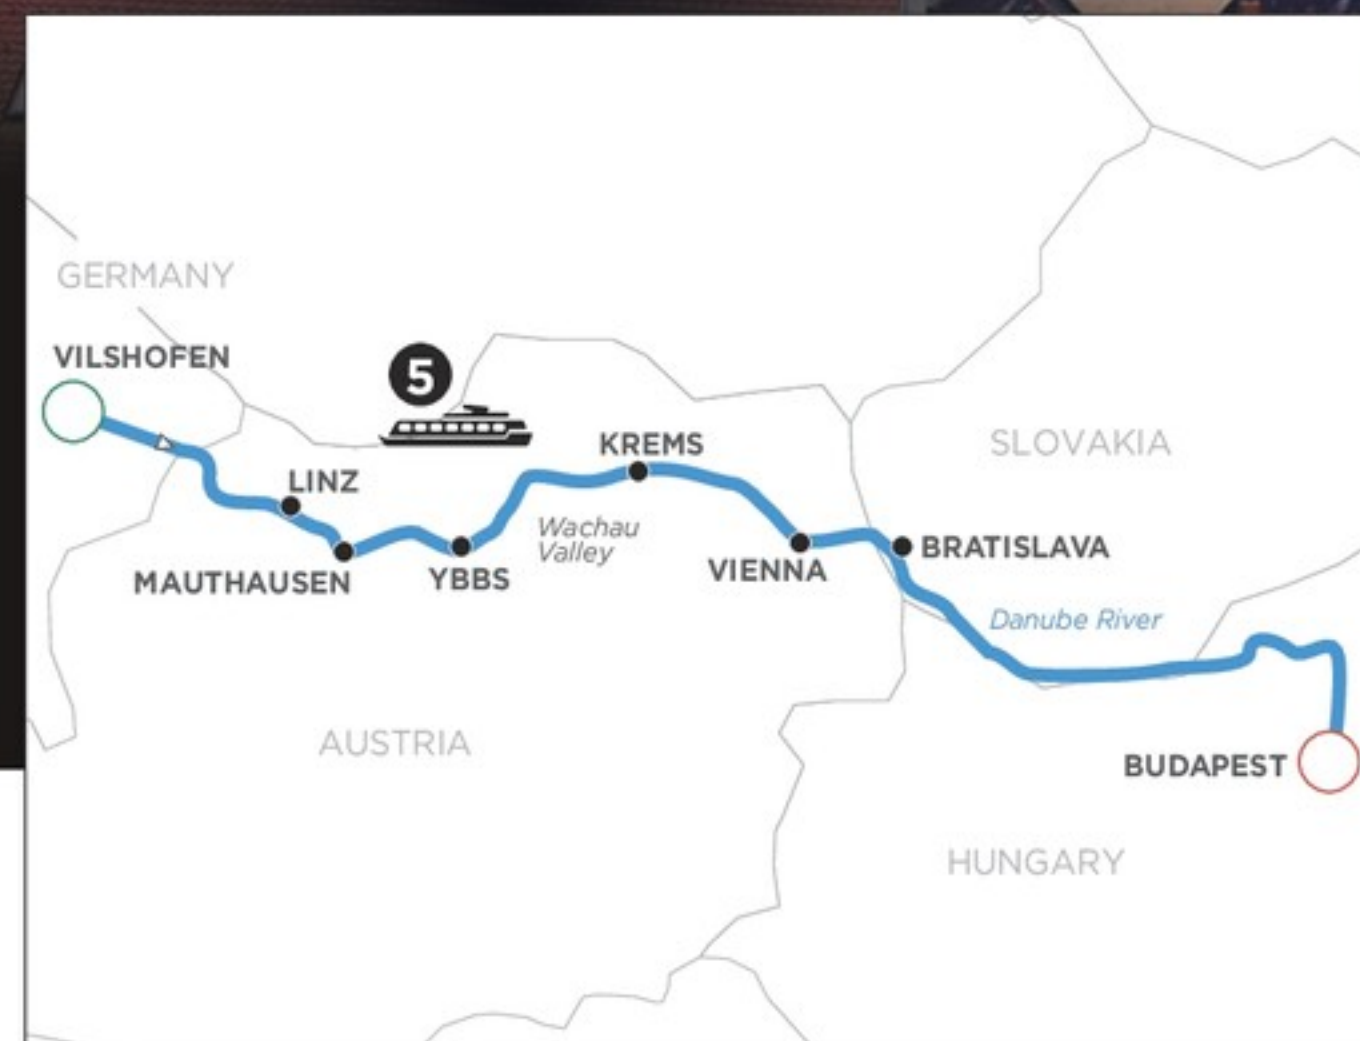 GERMANY
VILSHOFEN
5
KREMS
SLOVAKIA
LINZ
Wachau
Valley
MAUTHAUSEN
YBBS
VIENNA
BRATISLAVA
Danube River
AUSTRIA
BUDAPEST
HUNGARY